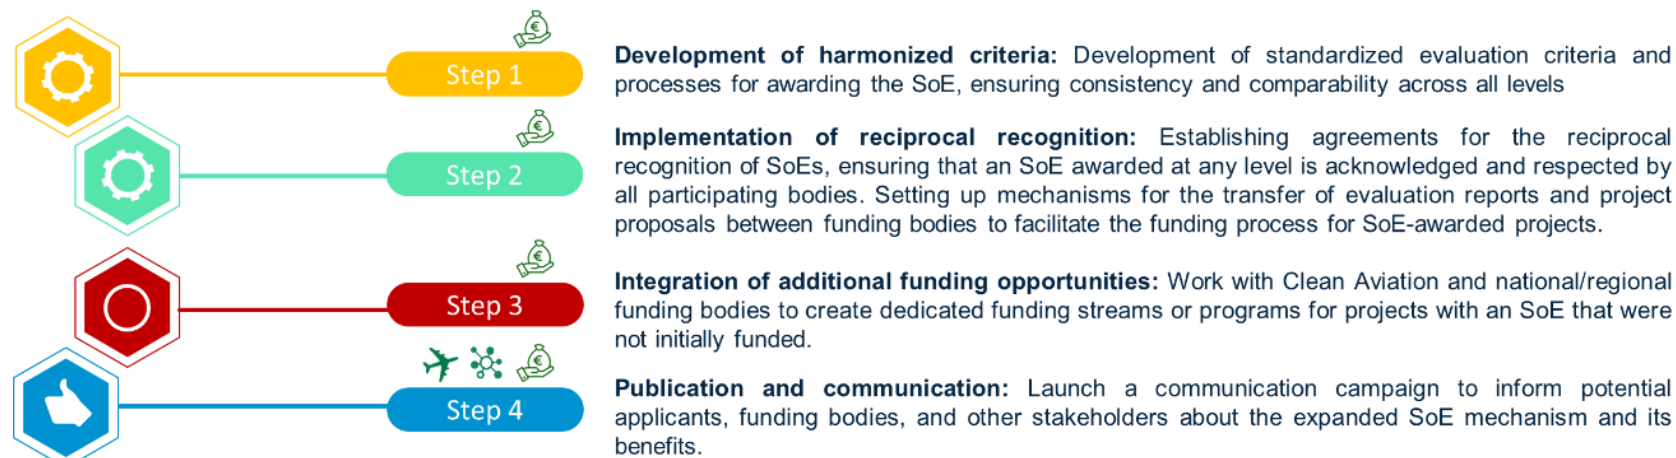 Step 1
Development of harmonized criteria: Development of standardized evaluation criteria and
processes for awarding the SoE, ensuring consistency and comparability across all levels
Step 2
Implementation of reciprocal recognition: Establishing agreements for the reciprocal
recognition of SoEs, ensuring that an SoE awarded at any level is acknowledged and respected by
all participating bodies. Setting up mechanisms for the transfer of evaluation reports and project
proposals between funding bodies to facilitate the funding process for SoE-awarded projects.
Step 3
Integration of additional funding opportunities: Work with Clean Aviation and national/regional
funding bodies to create dedicated funding streams or programs for projects with an SoE that were
not initially funded.
Step 4
Publication and communication: Launch a communication campaign to inform potential
applicants, funding bodies, and other stakeholders about the expanded SoE mechanism and its
benefits.